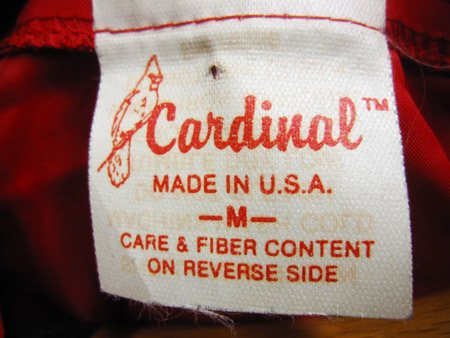 Cardinal™
MADE IN U.S.A.
—M—
CARE & FIBER CONTENT
ON REVERSE SIDE